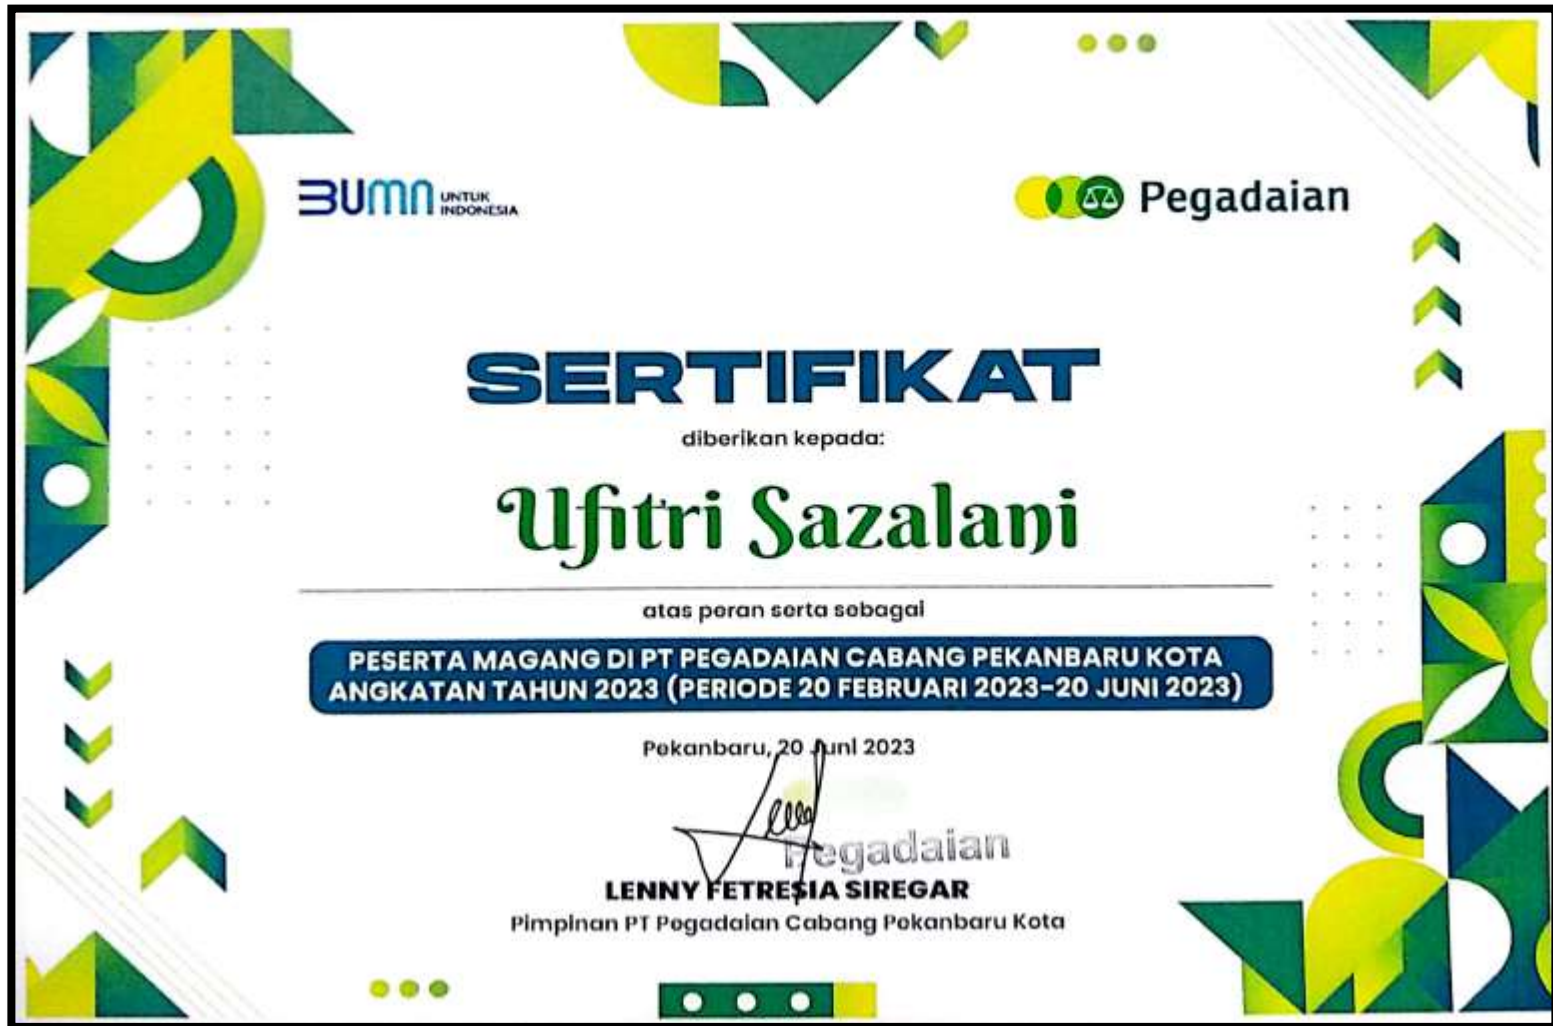 BUMN UNTUK
INDONESIA
Pegadaian
SERTIFIKAT
diberikan kepada:
Ufitri Sazalani
atas peran serta sebagai
PESERTA MAGANG DI PT PEGADAIAN CABANG PEKANBARU KOTA
ANGKATAN TAHUN 2023 (PERIODE 20 FEBRUARI 2023-20 JUNI 2023)
Pekanbaru, 20 Juni 2023
Pegadaian
LENNY FETRESIA SIREGAR
Pimpinan PT Pegadaian Cabang Pekanbaru Kota